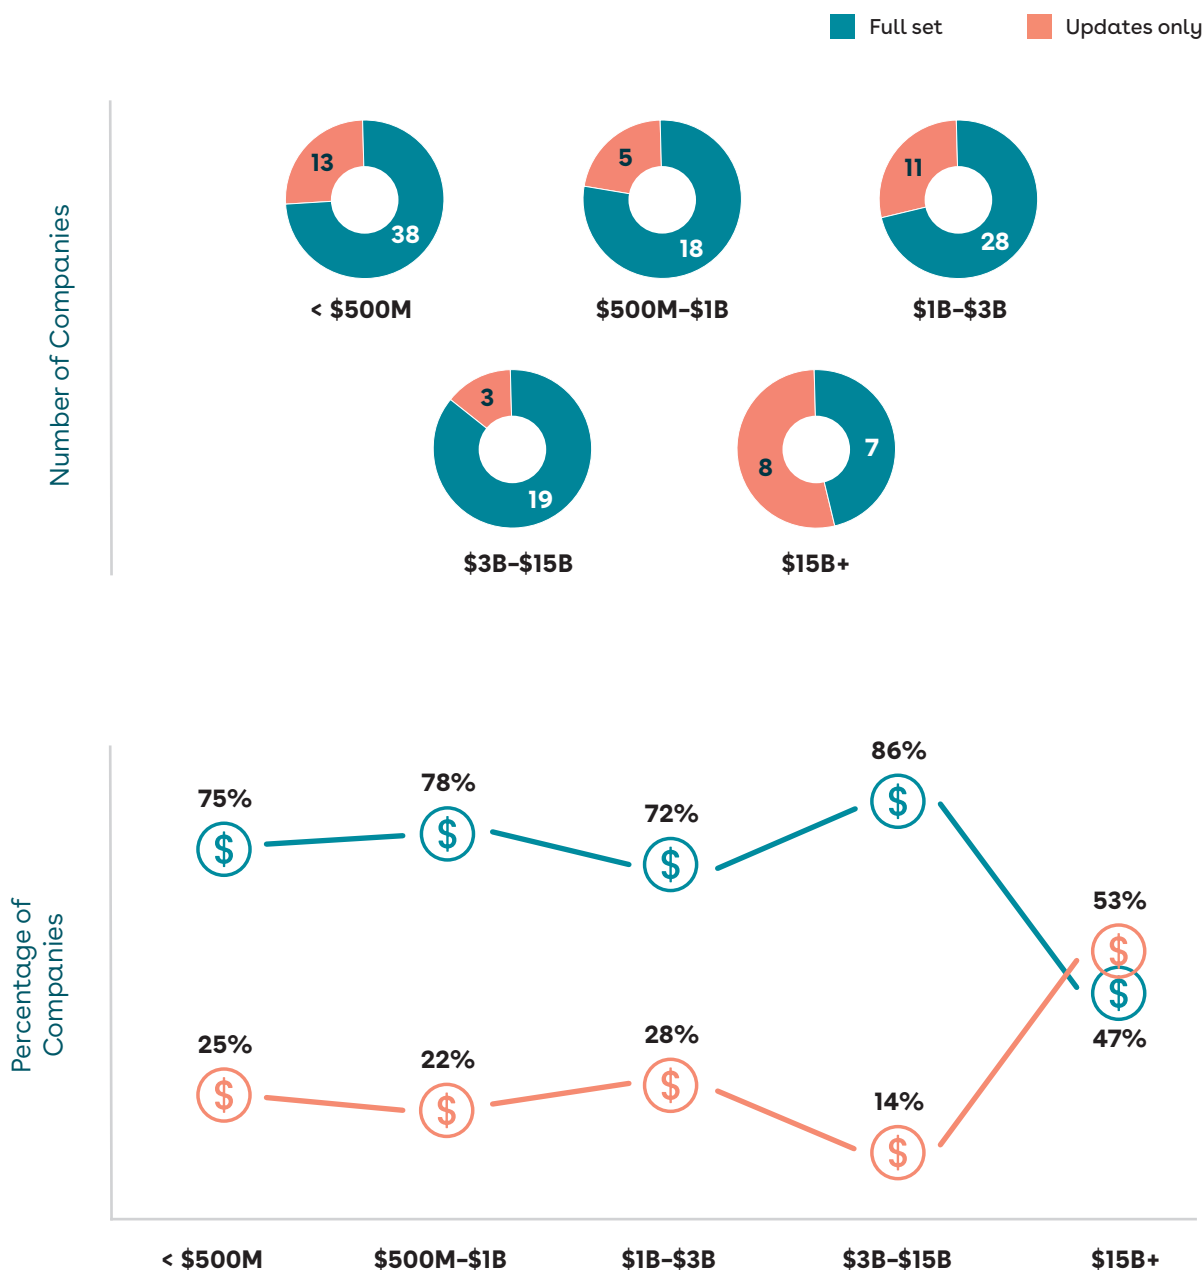 Full set
Updates only
Number of Companies
13
38
< $500M
5
18
$500M–$1B
11
28
$1B–$3B
3
19
$3B–$15B
8
7
$15B+
Percentage of
Companies
75%
78%
72%
86%
53%
47%
25%
22%
28%
14%
$
$
$
$
$
$
$
$
$
$
< $500M
$500M–$1B
$1B–$3B
$3B–$15B
$15B+